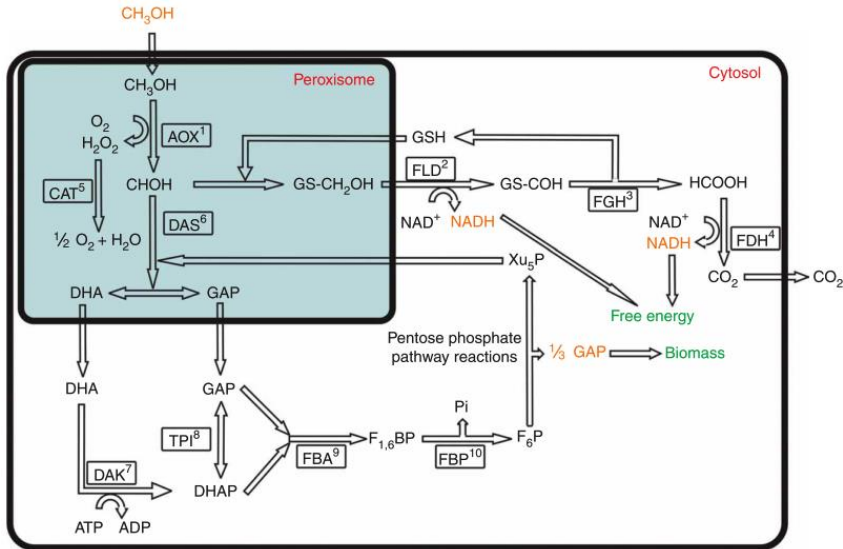 CH₃OH
Peroxisome
Cytosol
CH₃OH
O₂
H₂O₂
AOX¹
GSH
CAT⁵
CHOH
GS-CH₂OH
FLD²
GS-COH
FGH³
HCOOH
NAD⁺ NADH
NAD⁺
NADH
FDH⁴
½ O₂ + H₂O
DAS⁶
Xu₅P
CO₂
CO₂
DHA
GAP
Free energy
Pentose phosphate
pathway reactions
⅓ GAP
Biomass
DHA
GAP
TPI⁸
Pi
F₁,₆BP
F₆P
FBA⁹
FBP¹⁰
DAK⁷
DHAP
ATP ADP